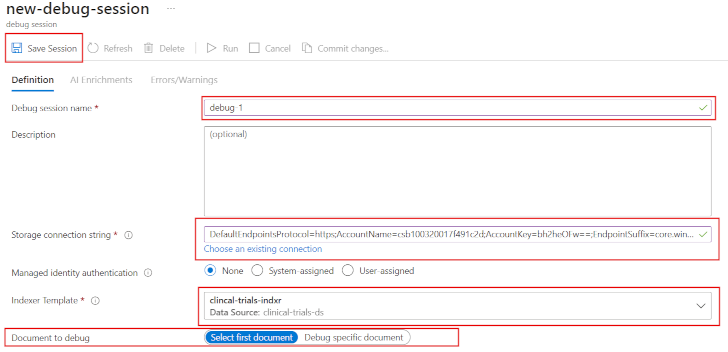 new-debug-session ...
debug session
Save Session Refresh Delete Run Cancel Commit changes...
Definition AI Enrichments Errors/Warnings
Debug session name * debug-1
Description (optional)
Storage connection string * DefaultEndpointsProtocol=https;AccountName=csb100320017f491c2d;AccountKey=bh2heOFw==;EndpointSuffix=core.win...
Choose an existing connection
Managed identity authentication None System-assigned User-assigned
Indexer Template * clincal-trials-indxr
Data Source: clinical-trials-ds
Document to debug Select first document Debug specific document